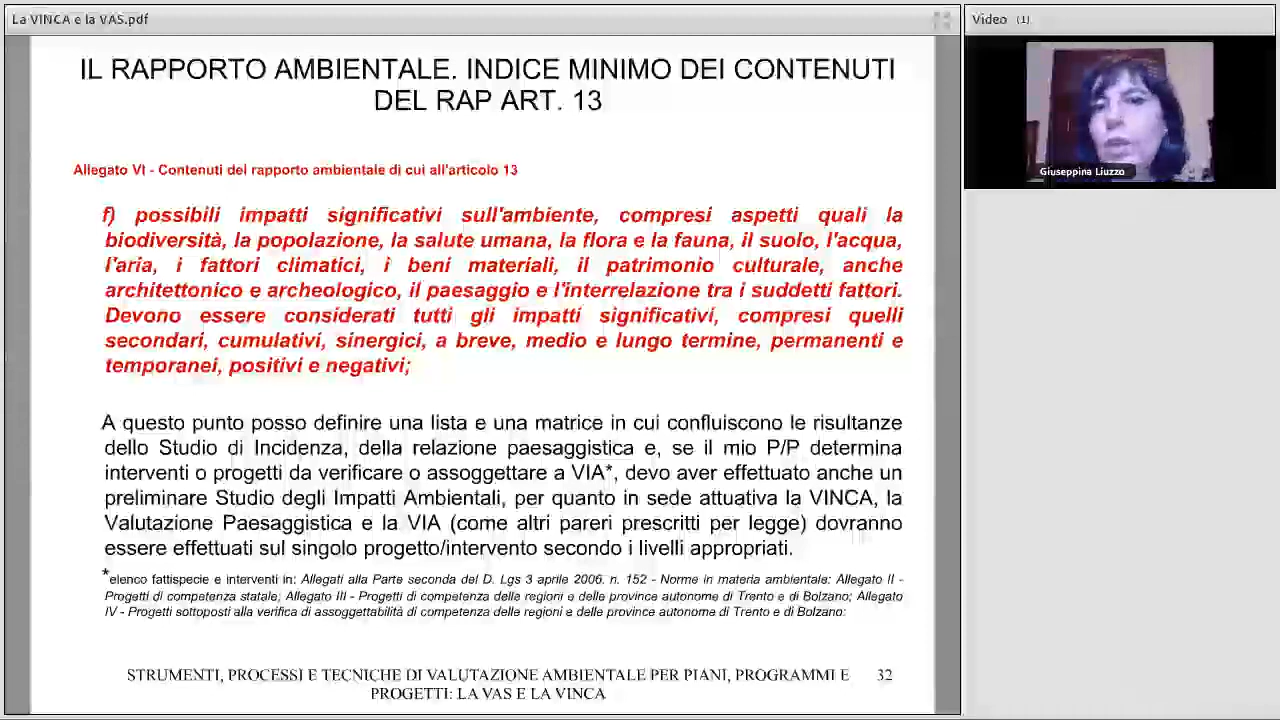 La VINCA e la VAS.pdf
Video (1)
IL RAPPORTO AMBIENTALE. INDICE MINIMO DEI CONTENUTI
DEL RAP ART. 13
Giuseppina Liuzzo
Allegato VI - Contenuti del rapporto ambientale di cui all'articolo 13
f) possibili impatti significativi sull'ambiente, compresi aspetti quali la
biodiversità, la popolazione, la salute umana, la flora e la fauna, il suolo, l'acqua,
l'aria, i fattori climatici, i beni materiali, il patrimonio culturale, anche
architettonico e archeologico, il paesaggio e l'interrelazione tra i suddetti fattori.
Devono essere considerati tutti gli impatti significativi, compresi quelli
secondari, cumulativi, sinergici, a breve, medio e lungo termine, permanenti e
temporanei, positivi e negativi;
A questo punto posso definire una lista e una matrice in cui confluiscono le risultanze
dello Studio di Incidenza, della relazione paesaggistica e, se il mio P/P determina
interventi o progetti da verificare o assoggettare a VIA*, devo aver effettuato anche un
preliminare Studio degli Impatti Ambientali, per quanto in sede attuativa la VINCA, la
Valutazione Paesaggistica e la VIA (come altri pareri prescritti per legge) dovranno
essere effettuati sul singolo progetto/intervento secondo i livelli appropriati.
*elenco fattispecie e interventi in: Allegati alla Parte seconda del D. Lgs 3 aprile 2006. n. 152 - Norme in materia ambientale: Allegato II -
Progetti di competenza statale; Allegato III - Progetti di competenza delle regioni e delle province autonome di Trento e di Bolzano; Allegato
IV - Progetti sottoposti alla verifica di assoggettabilità di competenza delle regioni e delle province autonome di Trento e di Bolzano:
STRUMENTI, PROCESSI E TECNICHE DI VALUTAZIONE AMBIENTALE PER PIANI, PROGRAMMI E
PROGETTI: LA VAS E LA VINCA
32